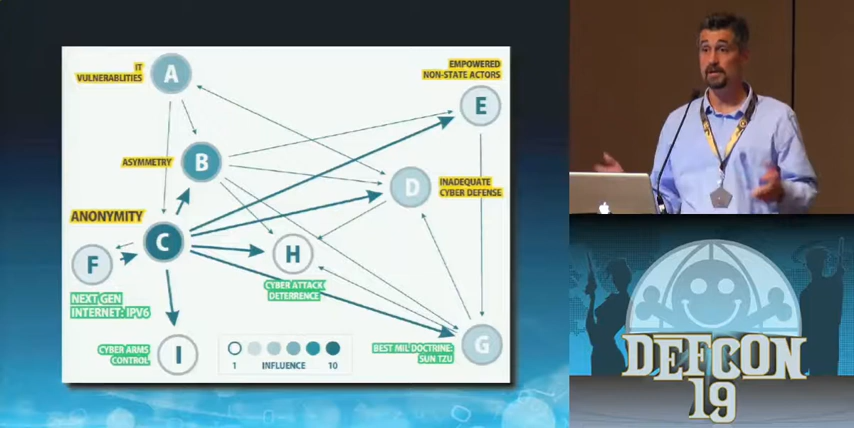 IT
VULNERABLITIES
A
EMPOWERED
NON-STATE ACTORS
E
ASYMMETRY
B
D
INADEQUATE
CYBER DEFENSE
ANONYMITY
C
F
H
NEXT GEN
INTERNET: IPV6
CYBER ATTACK
DETERRENCE
CYBER ARMS
CONTROL
I
1
INFLUENCE
10
BEST MIL DOCTRINE:
SUN TZU
G
DEFCON
19